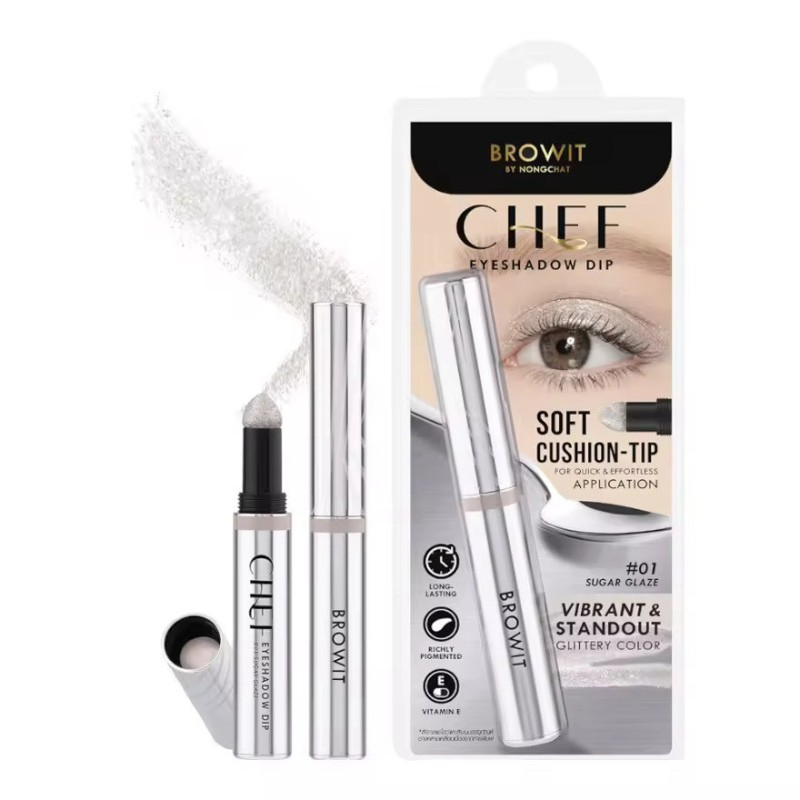 BROWIT
BY NONGCHAT
CHEF
EYESHADOW DIP
SOFT
CUSHION-TIP
FOR QUICK & EFFORTLESS
APPLICATION
#01
SUGAR GLAZE
VIBRANT &
STANDOUT
GLITTERY COLOR
LONG-
LASTING
RICHLY
PIGMENTED
E
VITAMIN E
BROWIT
CHEF
EYESHADOW DIP
BROWIT